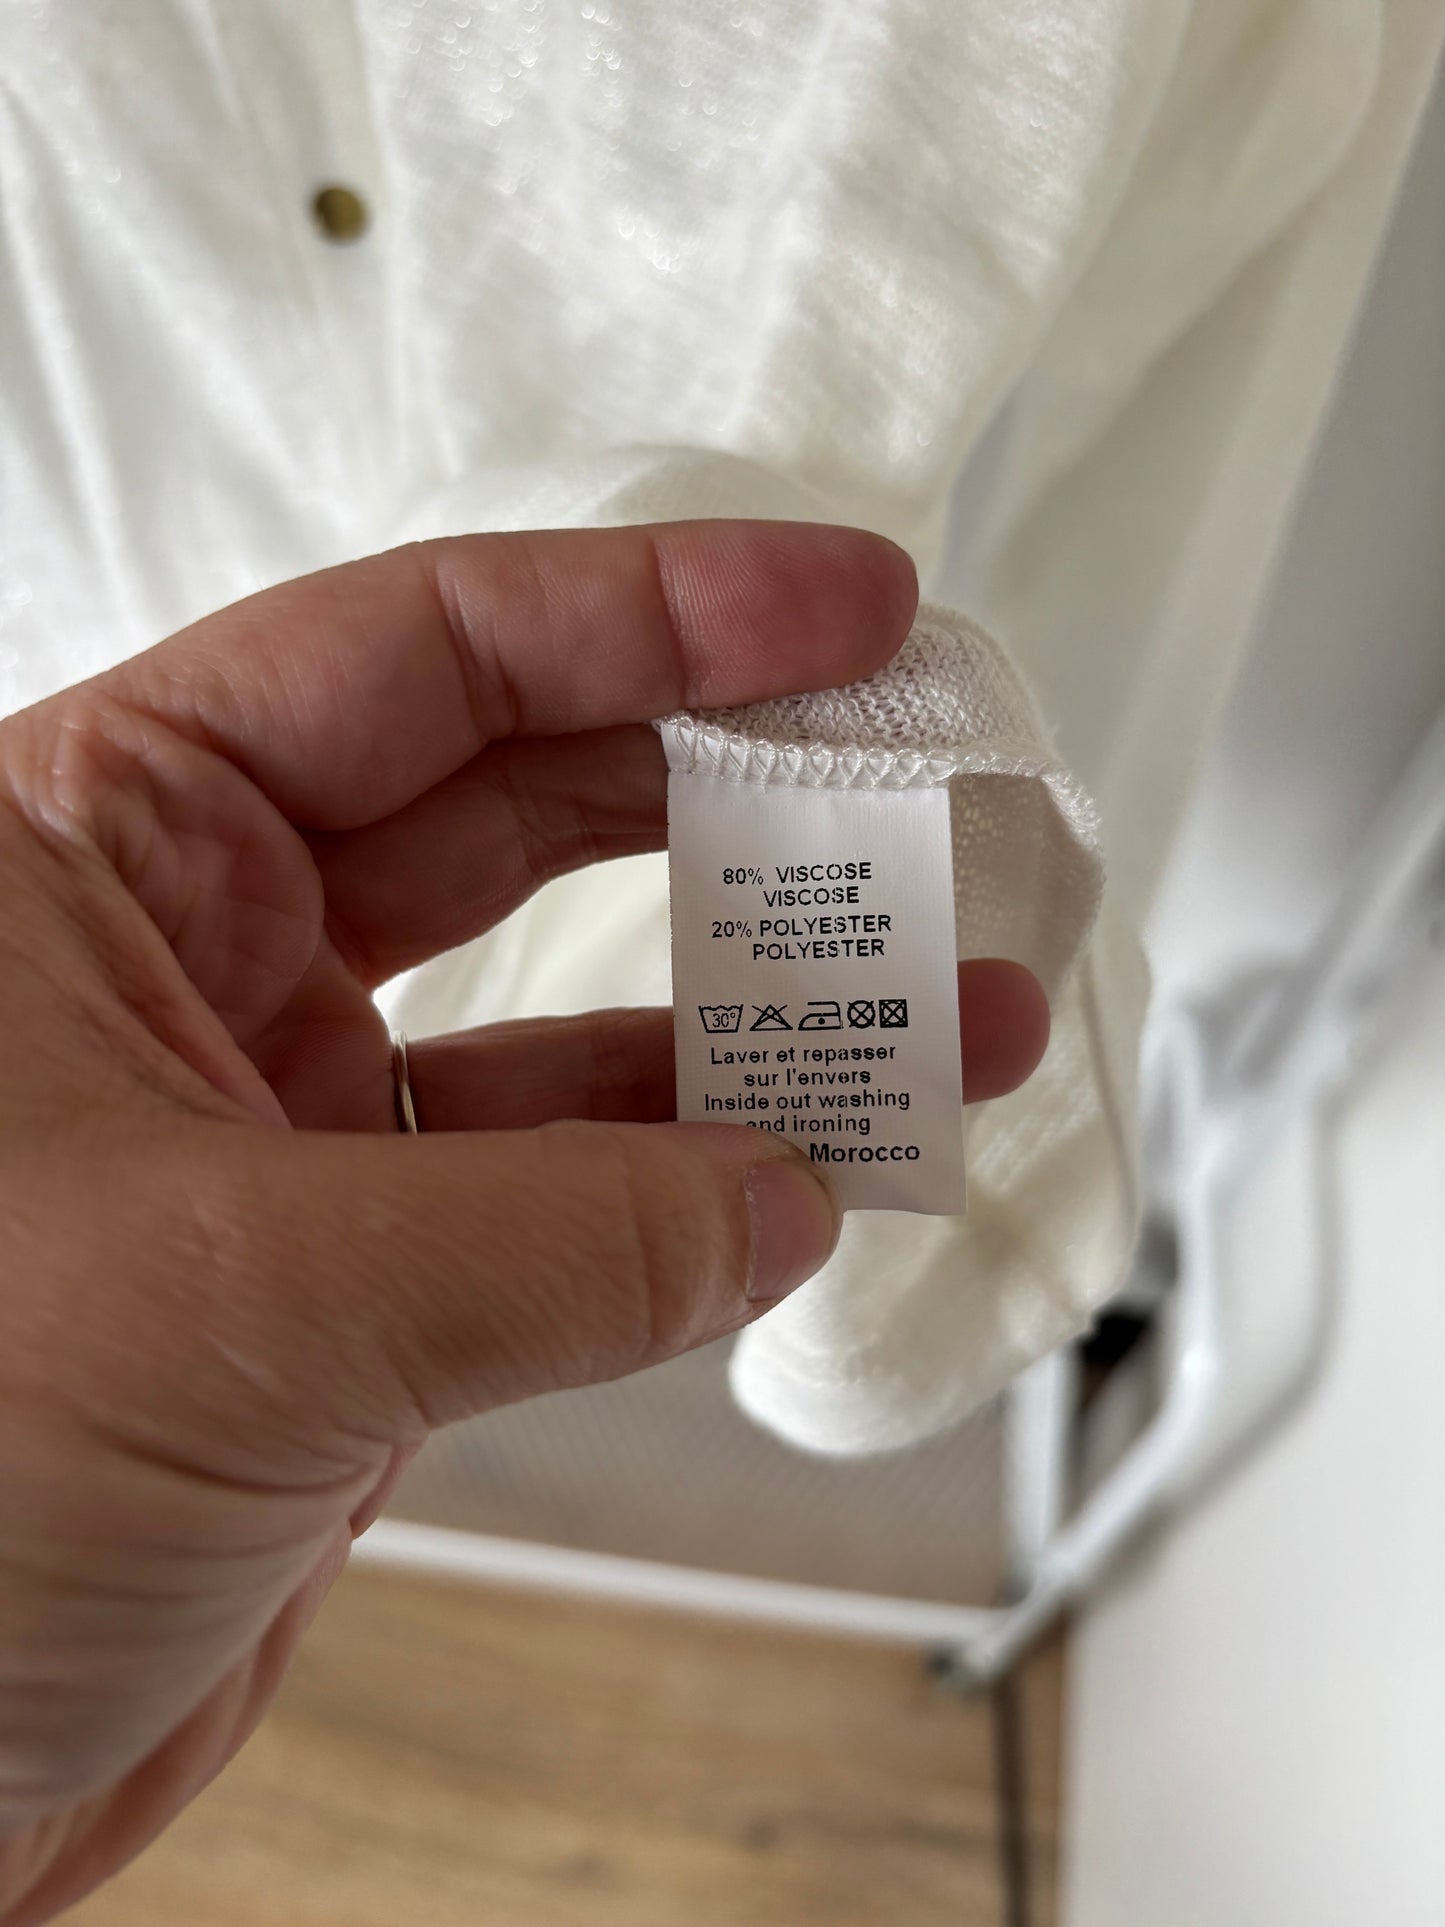 80% VISCOSE
VISCOSE
20% POLYESTER
POLYESTER
30°
Laver et repasser
sur l'envers
Inside out washing
and ironing
Morocco